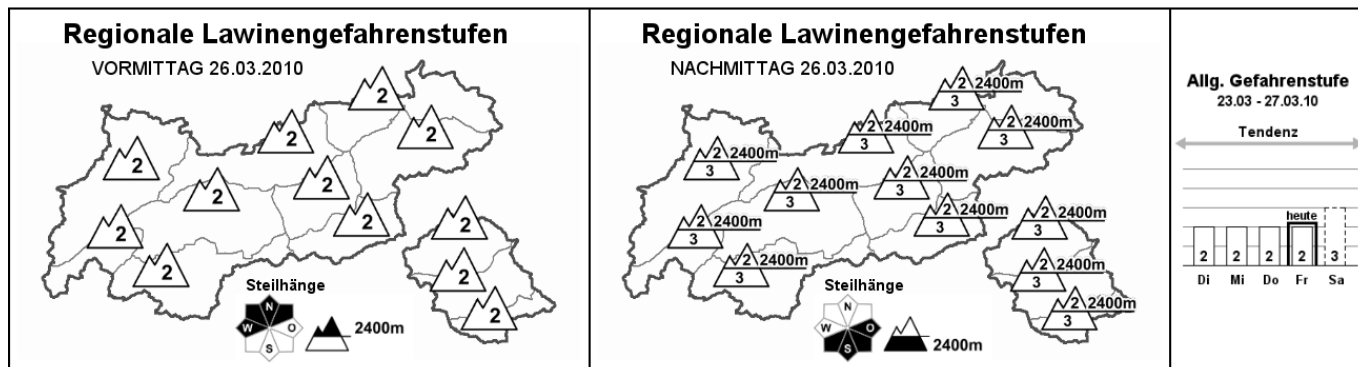 Regionale Lawinengefahrenstufen
VORMITTAG 26.03.2010
2
2
2
2
2
2
2
2
2
2
2
2
Steilhänge
N
W
O
S
2400m
Regionale Lawinengefahrenstufen
NACHMITTAG 26.03.2010
2 2400m
3
2 2400m
3
2 2400m
3
2 2400m
3
2 2400m
3
2 2400m
3
2 2400m
3
2 2400m
3
2 2400m
3
2 2400m
3
2 2400m
3
2 2400m
3
Steilhänge
N
W
O
S
2400m
Allg. Gefahrenstufe
23.03 - 27.03.10
Tendenz
heute
2 2 2 2 3
Di Mi Do Fr Sa